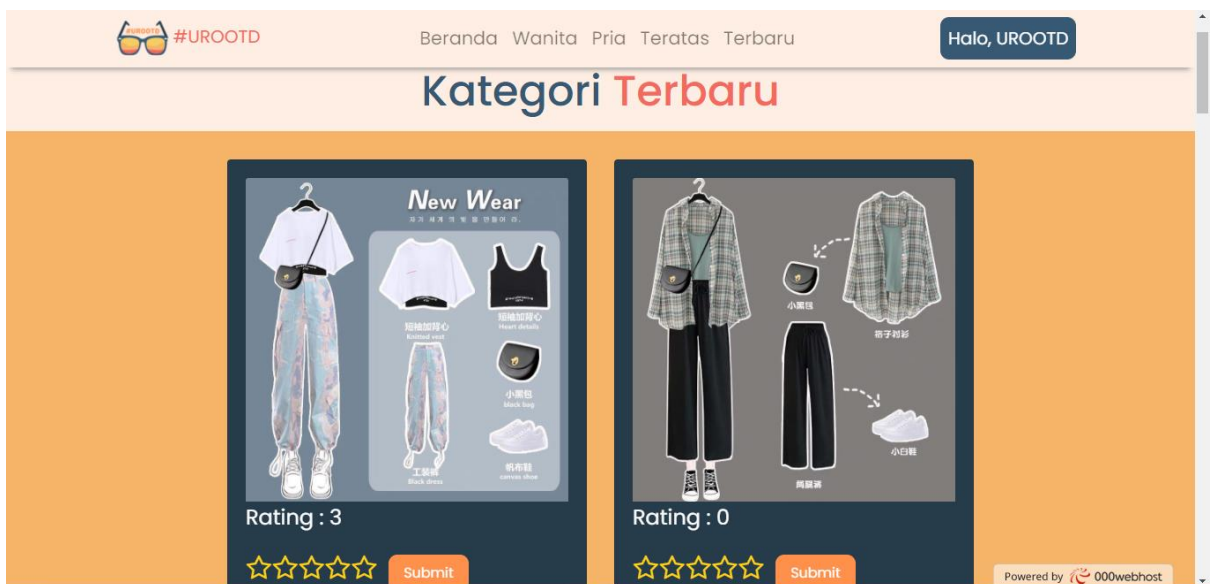 #UROOTD
#UROOTD
Beranda Wanita Pria Teratas Terbaru
Halo, UROOTD
Kategori Terbaru
New Wear
短袖加背心
Knitted vest
短袖加背心
Heart details
小黑包
black bag
工装裤
Black dress
帆布鞋
canvas shoe
Rating : 3
Submit
小黑包
格子衬衫
小白鞋
Rating : 0
Submit
Powered by 000webhost